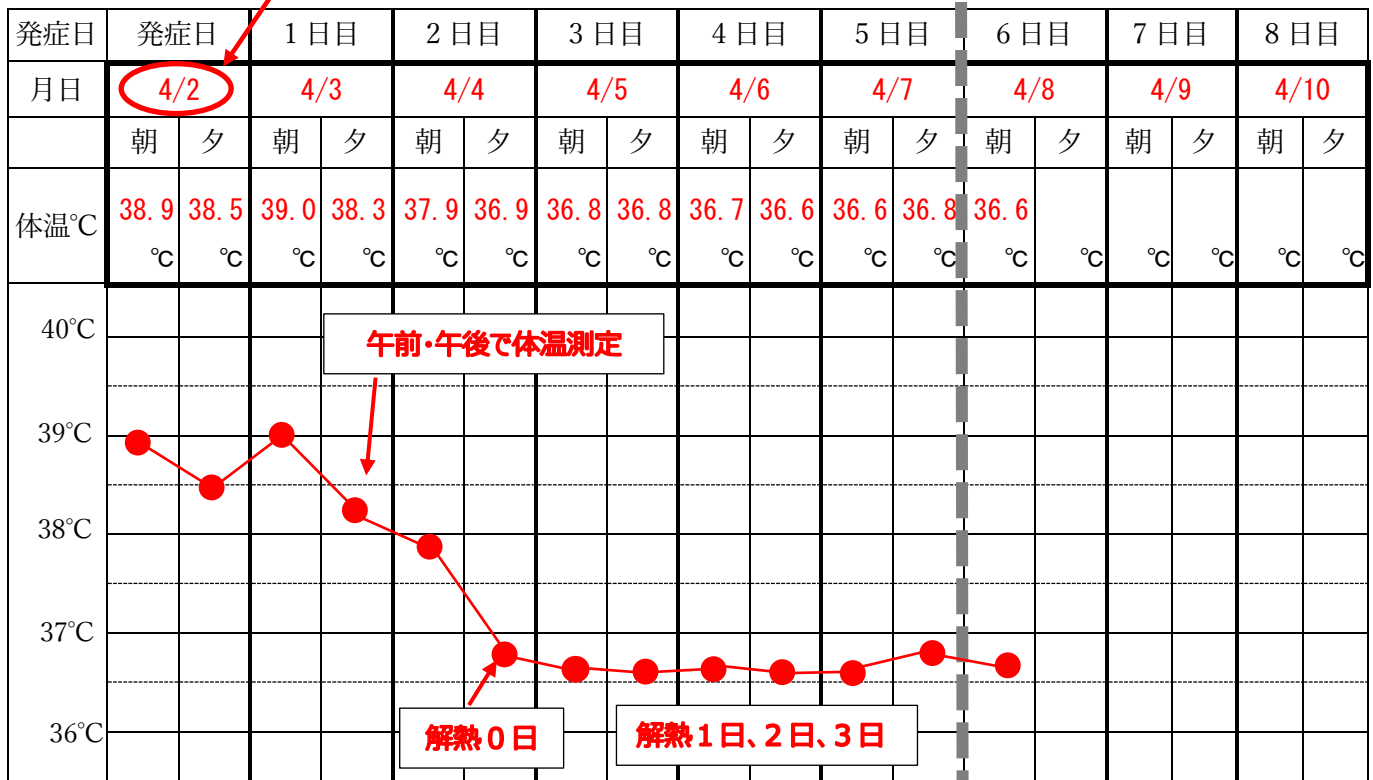 発症日 発症日 1日目 2日目 3日目 4日目 5日目 6日目 7日目 8日目
月日 4/2 4/3 4/4 4/5 4/6 4/7 4/8 4/9 4/10
朝 夕 朝 夕 朝 夕 朝 夕 朝 夕 朝 夕 朝 夕 朝 夕 朝 夕
体温℃ 38.9 38.5 39.0 38.3 37.9 36.9 36.8 36.8 36.7 36.6 36.6 36.8 36.6
℃ ℃ ℃ ℃ ℃ ℃ ℃ ℃ ℃ ℃ ℃ ℃ ℃ ℃ ℃ ℃ ℃ ℃
40℃
午前・午後で体温測定
39℃
38℃
37℃
36℃
解熱0日
解熱1日、2日、3日